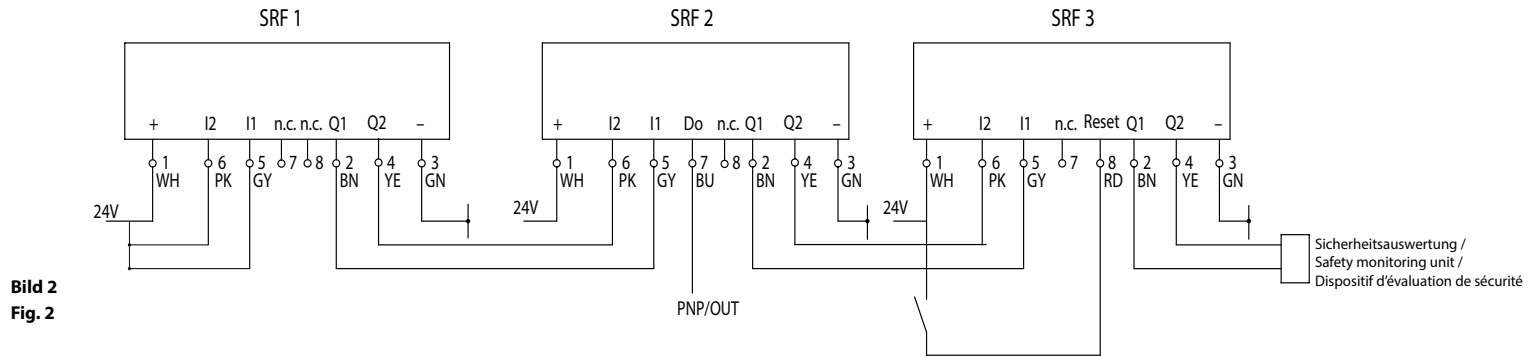 SRF 1 SRF 2 SRF 3
+ I2 I1 n.c. n.c. Q1 Q2 – + I2 I1 Do n.c. Q1 Q2 – + I2 I1 n.c. Reset Q1 Q2 –
1 6 5 7 8 2 4 3 1 6 5 7 8 2 4 3 1 6 5 7 8 2 4 3
WH PK GY BN YE GN WH PK GY BU BN YE GN WH PK GY RD BN YE GN
24V 24V 24V
Sicherheitsauswertung /
Safety monitoring unit /
Dispositif d'évaluation de sécurité
Bild 2
Fig. 2
PNP/OUT